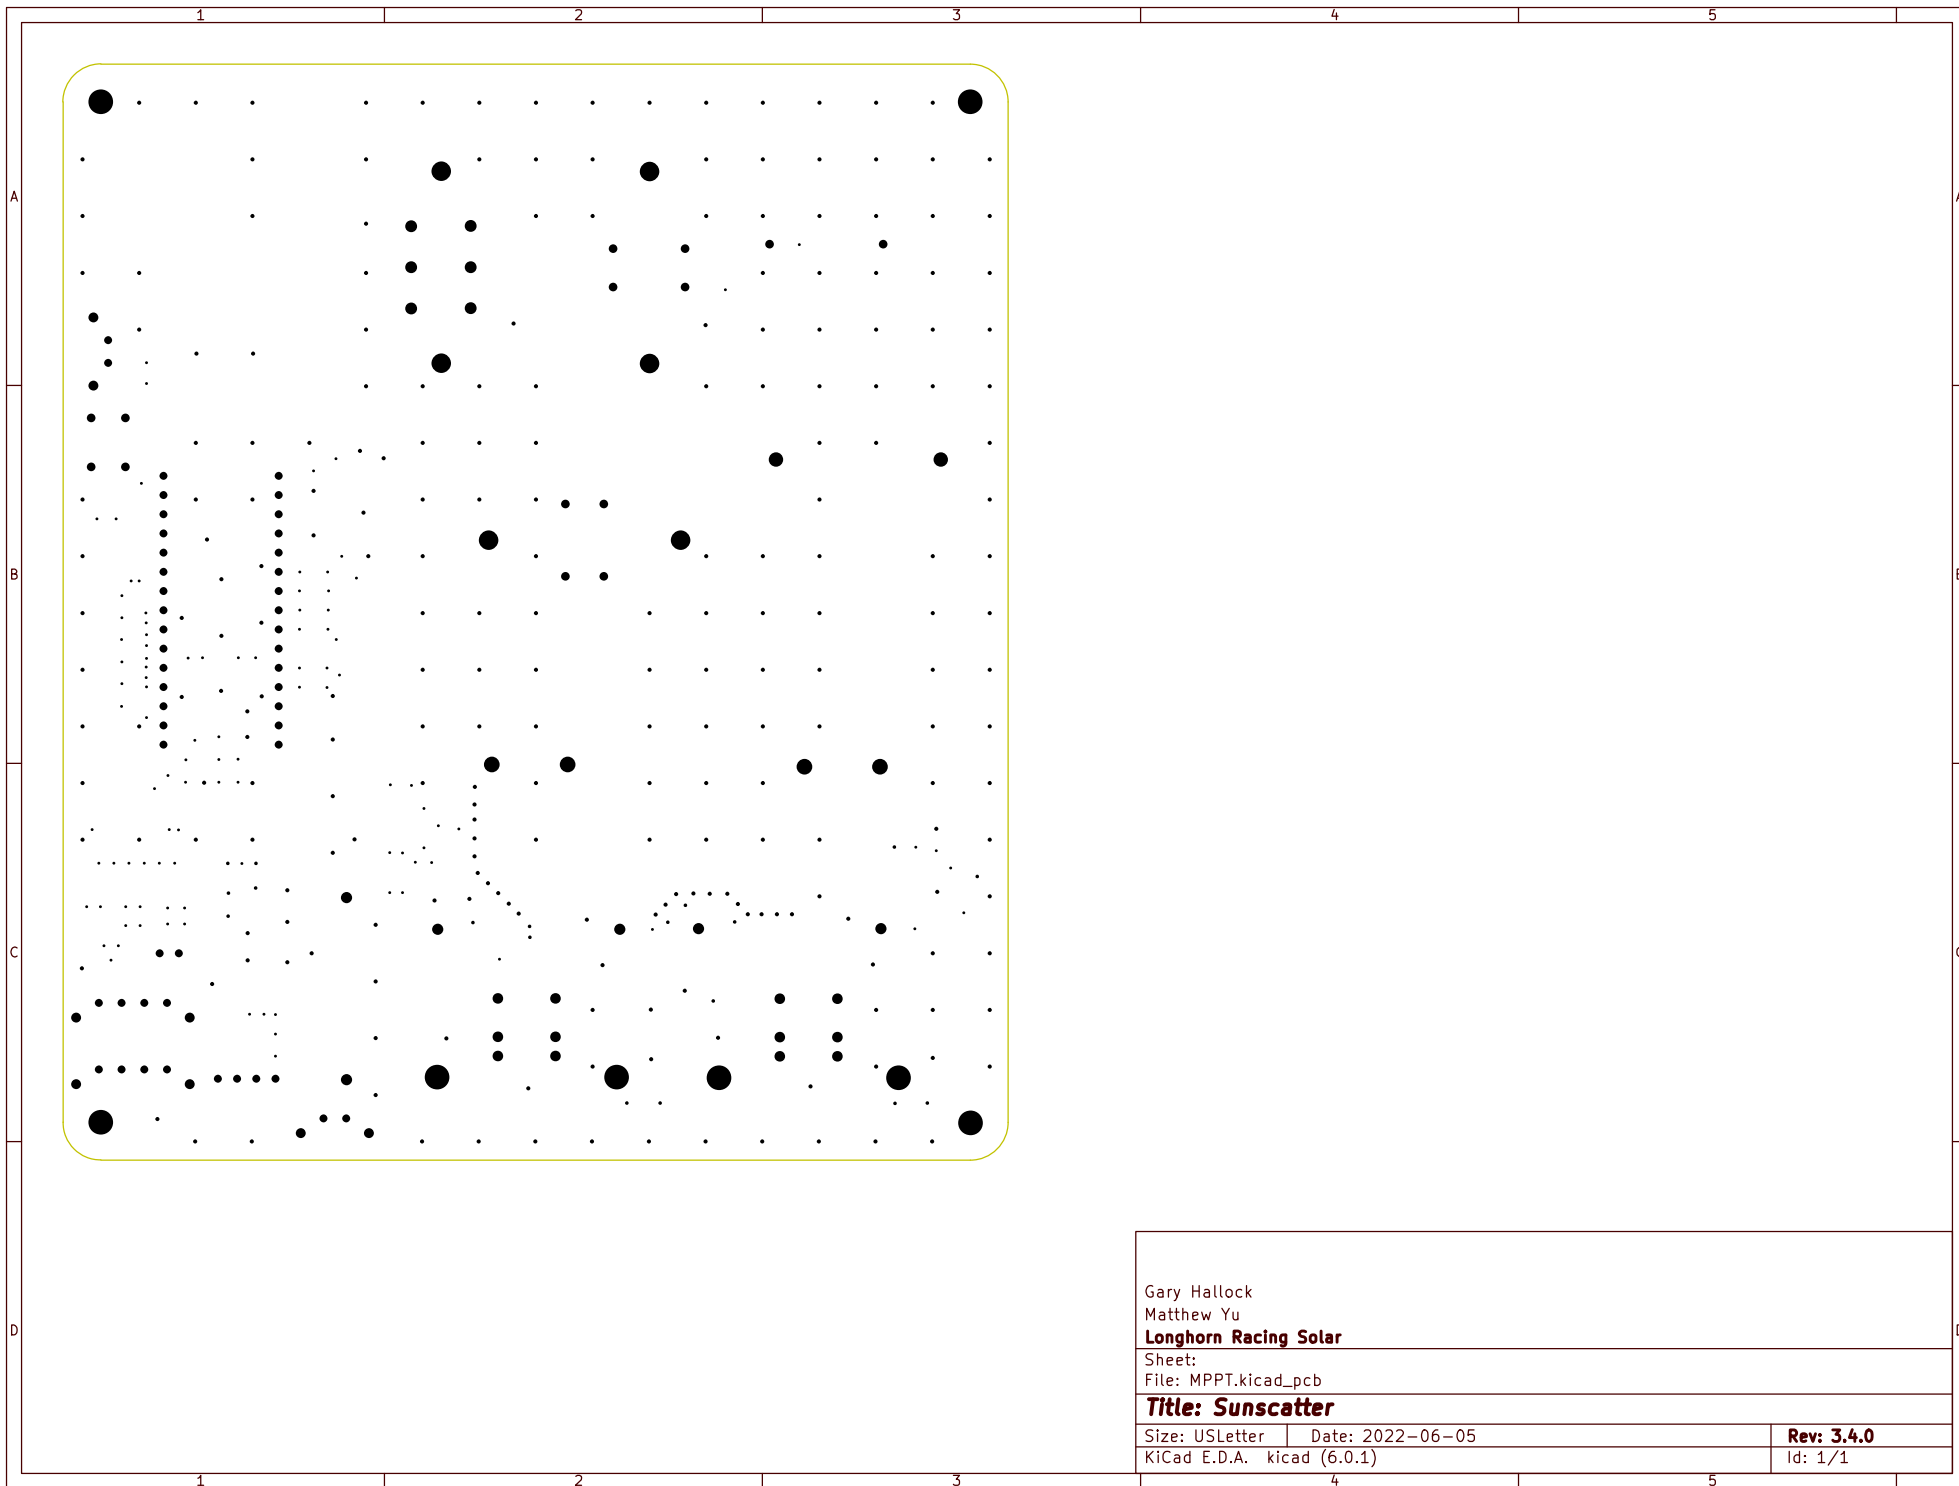 1 2 3 4 5
A A
B B
C C
D D
Gary Hallock
Matthew Yu
Longhorn Racing Solar
Sheet:
File: MPPT.kicad_pcb
Title: Sunscatter
Size: USLetter Date: 2022-06-05 Rev: 3.4.0
KiCad E.D.A. kicad (6.0.1) Id: 1/1
1 2 3 4 5